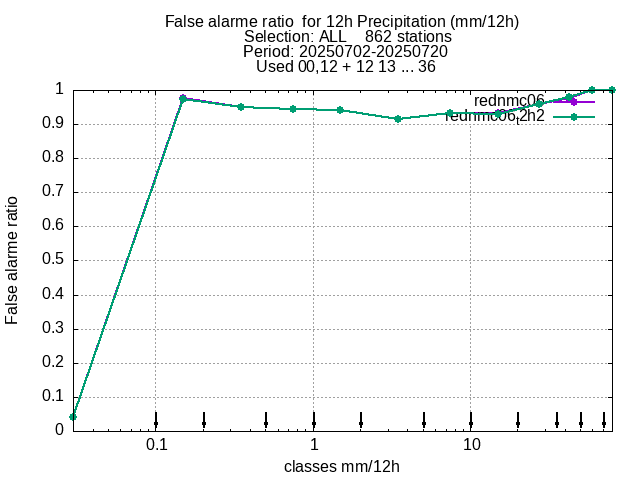 False alarme ratio  for 12h Precipitation (mm/12h)
Selection: ALL    862 stations
Period: 20250702-20250720
Used 00,12 + 12 13 ... 36
rednmc06
rednmc06t2h2
False alarme ratio
1
0.9
0.8
0.7
0.6
0.5
0.4
0.3
0.2
0.1
0
0.1 1 10
classes mm/12h